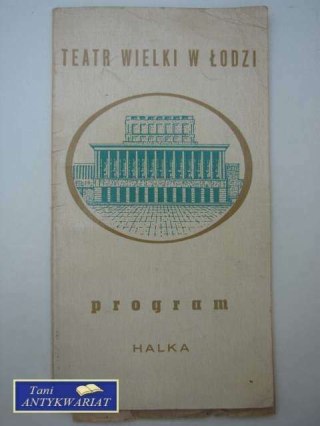 TEATR WIELKI W ŁODZI
program
HALKA
Tani
ANTYKWARIAT